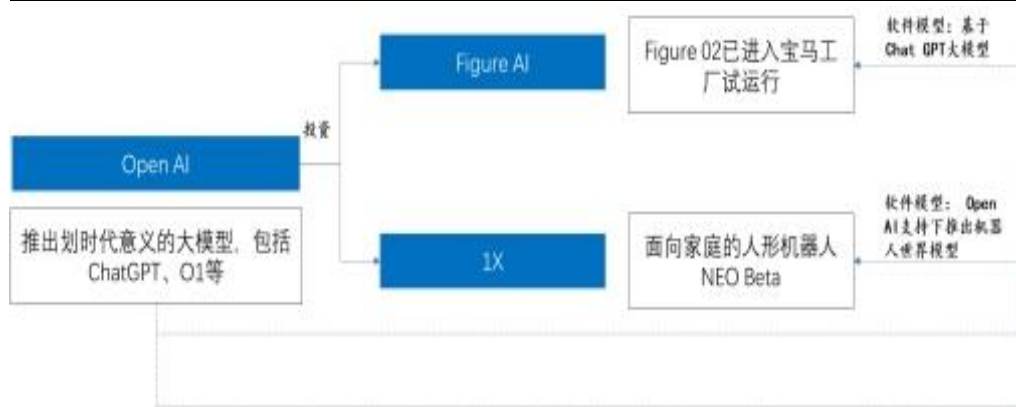 软件模型：基于
Chat GPT大模型
Figure AI
Figure 02已进入宝马工
厂试运行
投资
Open AI
推出划时代意义的大模型，包括
ChatGPT、O1等
软件模型： Open
AI支持下推出机器
人世界模型
1X
面向家庭的人形机器人
NEO Beta